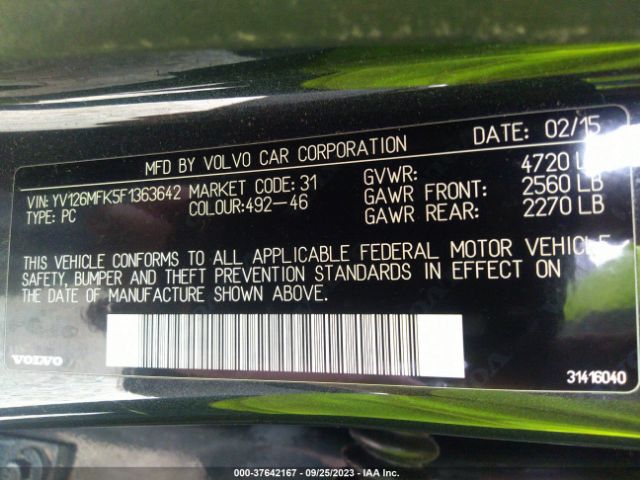 MFD BY VOLVO CAR CORPORATION DATE: 02/15
VIN: YV126MFK5F1363642 MARKET CODE: 31 GVWR: 4720 L
TYPE: PC COLOUR:492-46 GAWR FRONT: 2560 LB
GAWR REAR: 2270 LB
THIS VEHICLE CONFORMS TO ALL APPLICABLE FEDERAL MOTOR VEHICLE
SAFETY, BUMPER AND THEFT PREVENTION STANDARDS IN EFFECT ON
THE DATE OF MANUFACTURE SHOWN ABOVE.
VOLVO 31416040
000-37642167 - 09/25/2023 - IAA Inc.